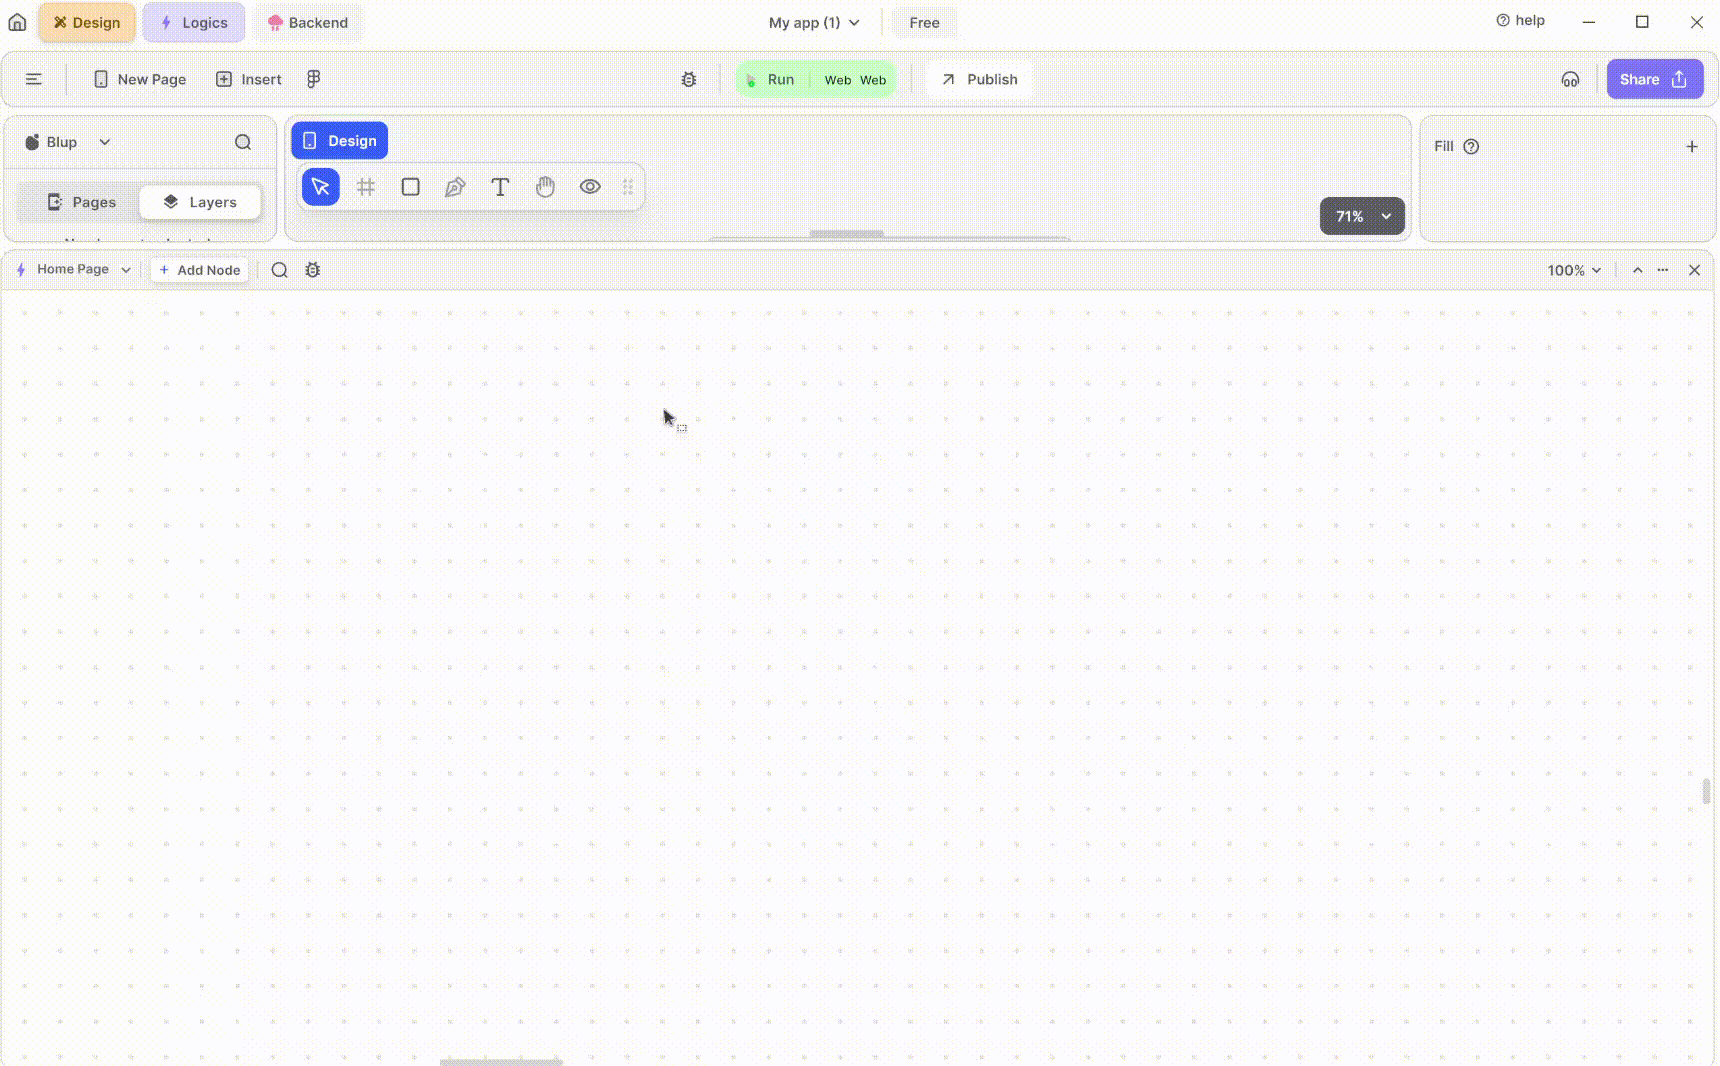 Design Logics Backend My app (1) Free help
New Page Insert Run Web Web Publish Share
Blup Design Fill
Pages Layers 71%
Home Page + Add Node 100%